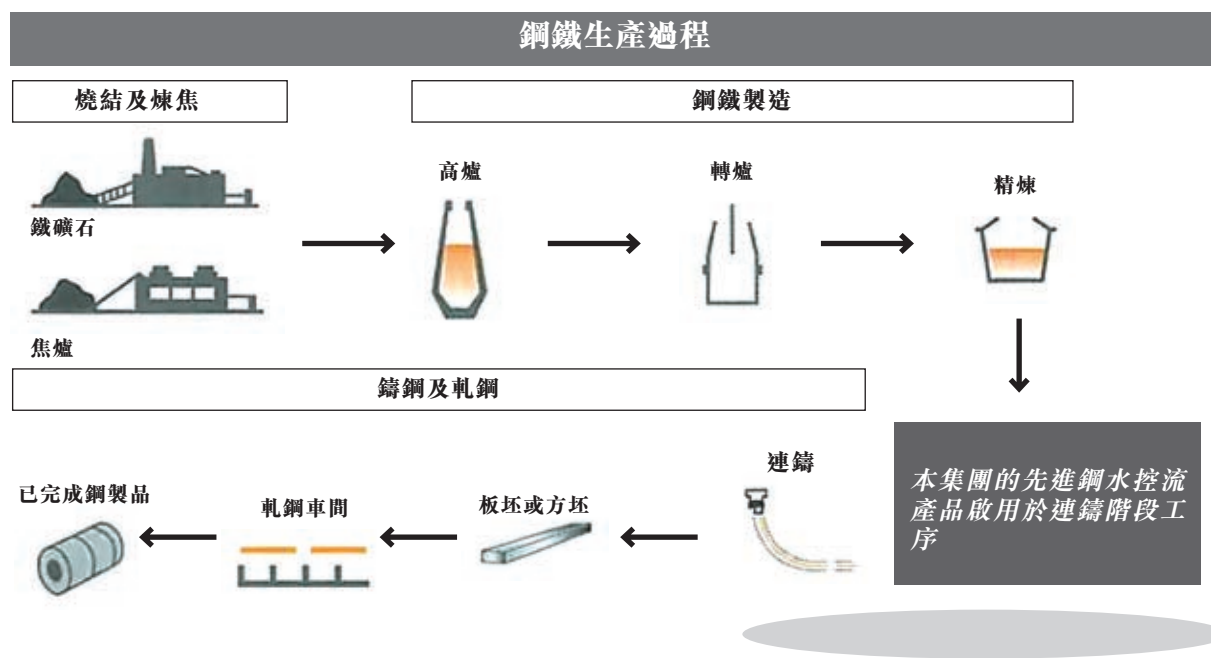 鋼鐵生產過程
燒結及煉焦
鋼鐵製造
鐵礦石
焦爐
高爐
轉爐
精煉
鑄鋼及軋鋼
本集團的先進鋼水控流
產品啟用於連鑄階段工
序
連鑄
板坯或方坯
軋鋼車間
已完成鋼製品